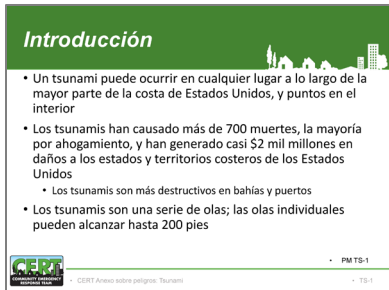 Introducción
• Un tsunami puede ocurrir en cualquier lugar a lo largo de la
mayor parte de la costa de Estados Unidos, y puntos en el
interior
• Los tsunamis han causado más de 700 muertes, la mayoría
por ahogamiento, y han generado casi $2 mil millones en
daños a los estados y territorios costeros de los Estados
Unidos
• Los tsunamis son más destructivos en bahías y puertos
• Los tsunamis son una serie de olas; las olas individuales
pueden alcanzar hasta 200 pies
• PM TS-1
CERT
COMMUNITY EMERGENCY
RESPONSE TEAM
• CERT Anexo sobre peligros: Tsunami
• TS-1